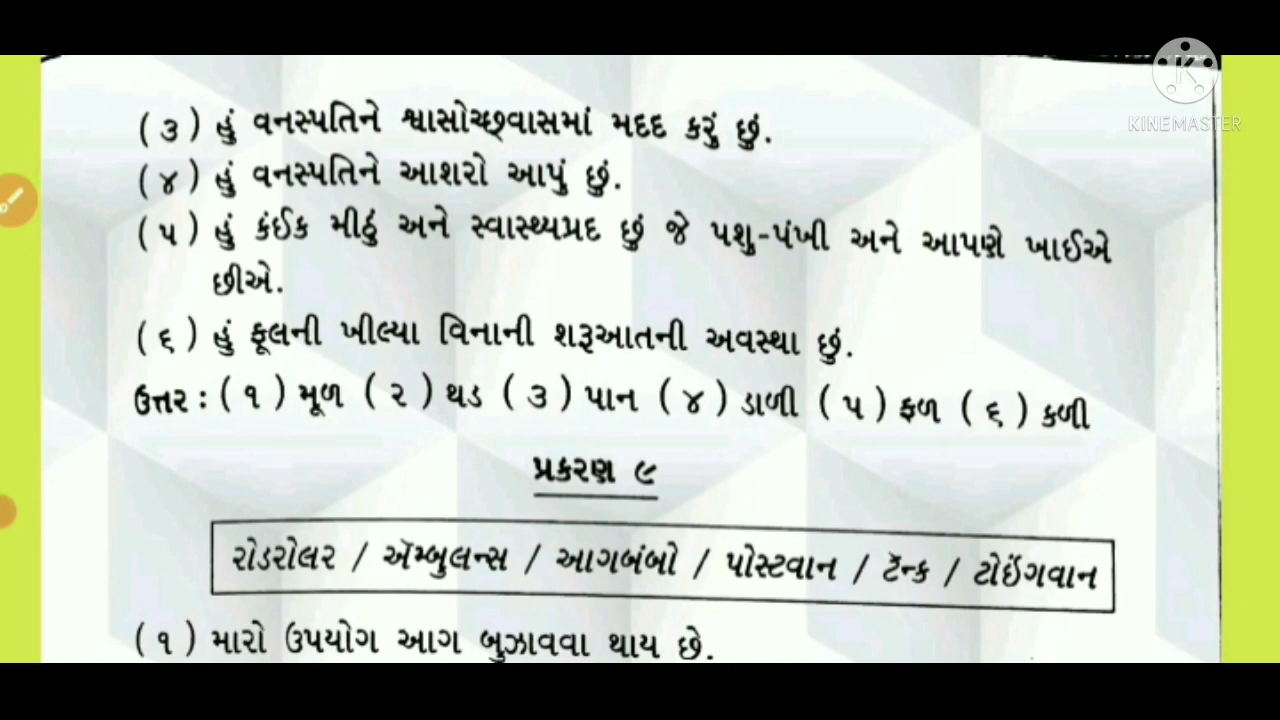 KINEMASTER
(૩) હું વનસ્પતિને શ્વાસોચ્છ્વાસમાં મદદ કરું છું.
(૪) હું વનસ્પતિને આશરો આપું છું.
(૫) હું કંઈક મીઠું અને સ્વાસ્થ્યપ્રદ છું જે પશુ-પંખી અને આપણે ખાઈએ
છીએ.
(૬) હું ફૂલની ખીલ્યા વિનાની શરૂઆતની અવસ્થા છું.
ઉત્તર : (૧) મૂળ (૨) થડ (૩) પાન (૪) ડાળી (૫) ફળ (૬) કળી
પ્રકરણ ૯
રોડરોલર / ઍમ્બુલન્સ / આગબંબો / પોસ્ટવાન / ટૅન્ક / ટોઈંગવાન
(૧) મારો ઉપયોગ આગ બુઝાવવા થાય છે.